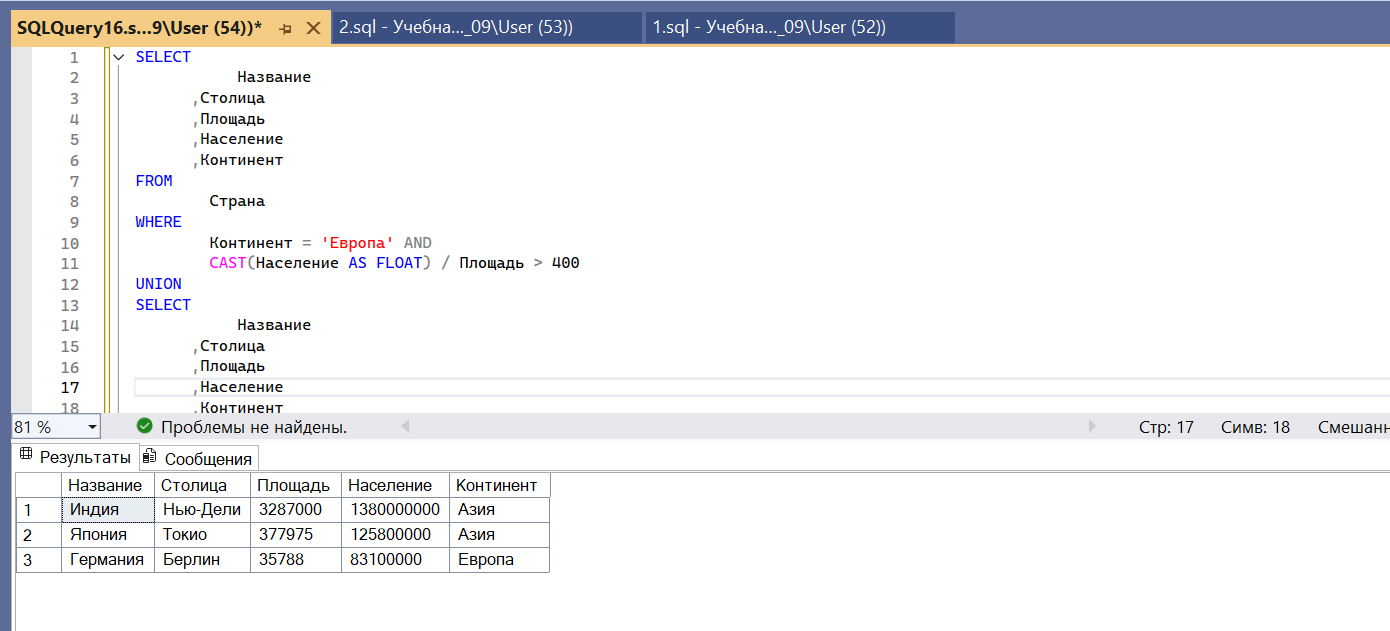 SQLQuery16.s...9\User (54))* 2.sql - Учебна..._09\User (53)) 1.sql - Учебна..._09\User (52))
1 SELECT
2 Название
3 ,Столица
4 ,Площадь
5 ,Население
6 ,Континент
7 FROM
8 Страна
9 WHERE
10 Континент = 'Европа' AND
11 CAST(Население AS FLOAT) / Площадь > 400
12 UNION
13 SELECT
14 Название
15 ,Столица
16 ,Площадь
17 ,Население
18 ,Континент
81 % Проблемы не найдены. Стр: 17 Симв: 18 Смешанн
Результаты Сообщения
Название Столица Площадь Население Континент
1 Индия Нью-Дели 3287000 1380000000 Азия
2 Япония Токио 377975 125800000 Азия
3 Германия Берлин 35788 83100000 Европа